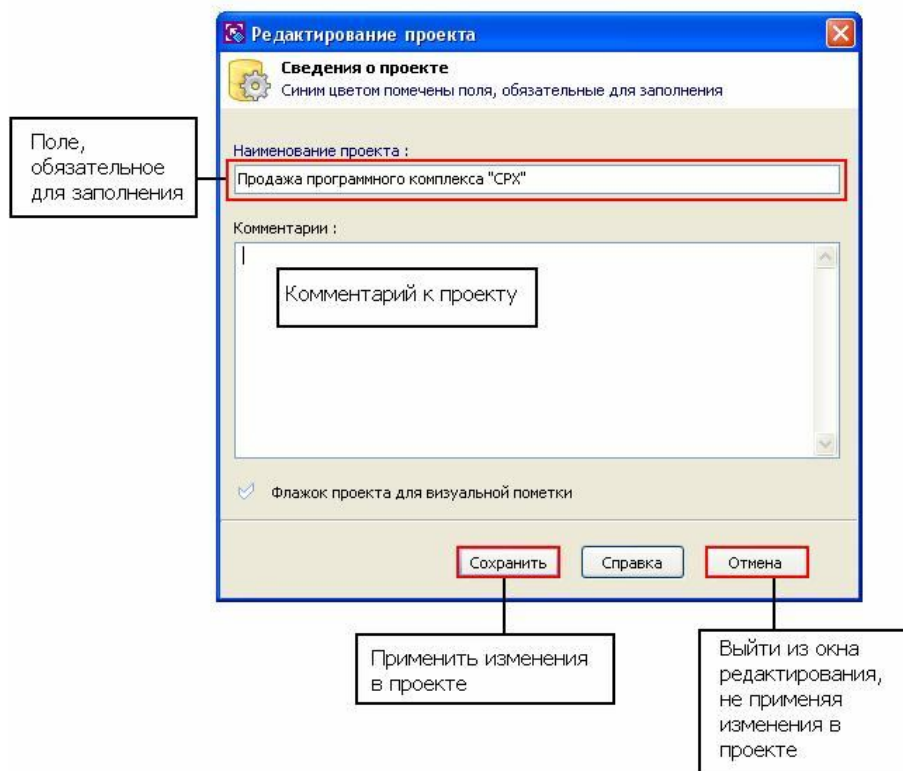 Редактирование проекта
Сведения о проекте
Синим цветом помечены поля, обязательные для заполнения
Поле,
обязательное
для заполнения
Наименование проекта :
Продажа программного комплекса "СРХ"
Комментарии :
Комментарий к проекту
Флажок проекта для визуальной пометки
Сохранить
Справка
Отмена
Применить изменения
в проекте
Выйти из окна
редактирования,
не применяя
изменения в
проекте